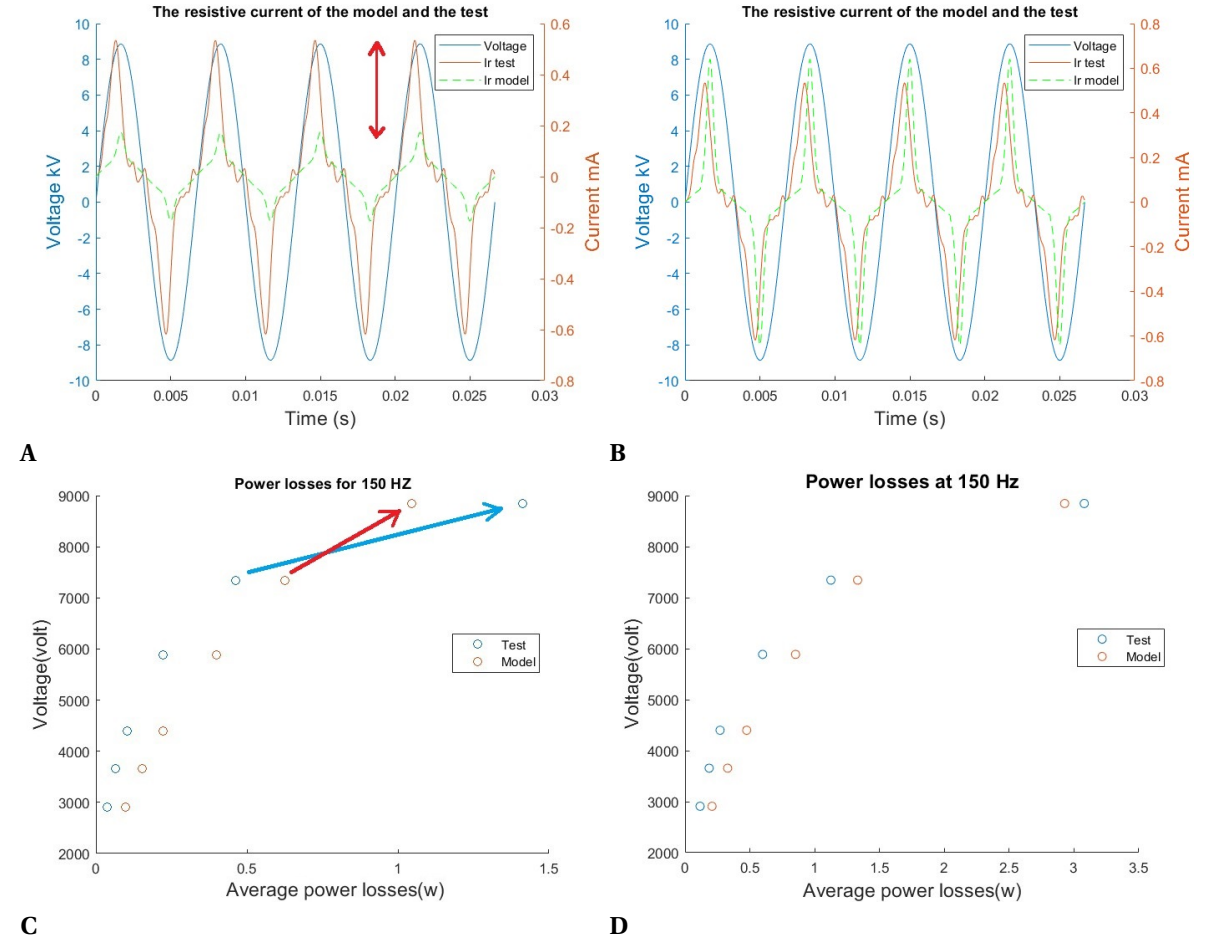 The resistive current of the model and the test
10
8
6
4
2
0
-2
-4
-6
-8
-10
Voltage kV
0.6
0.4
0.2
0
-0.2
-0.4
-0.6
-0.8
Current mA
Voltage
Ir test
Ir model
0 0.005 0.01 0.015 0.02 0.025 0.03
Time (s)
A
The resistive current of the model and the test
10
8
6
4
2
0
-2
-4
-6
-8
-10
Voltage kV
0.8
0.6
0.4
0.2
0
-0.2
-0.4
-0.6
-0.8
Current mA
Voltage
Ir test
Ir model
0 0.005 0.01 0.015 0.02 0.025 0.03
Time (s)
B
Power losses for 150 HZ
9000
8000
7000
6000
5000
4000
3000
2000
Voltage(volt)
Test
Model
0 0.5 1 1.5
Average power losses(w)
C
Power losses at 150 Hz
9000
8000
7000
6000
5000
4000
3000
2000
Voltage(volt)
Test
Model
0 0.5 1 1.5 2 2.5 3 3.5
Average power losses(w)
D